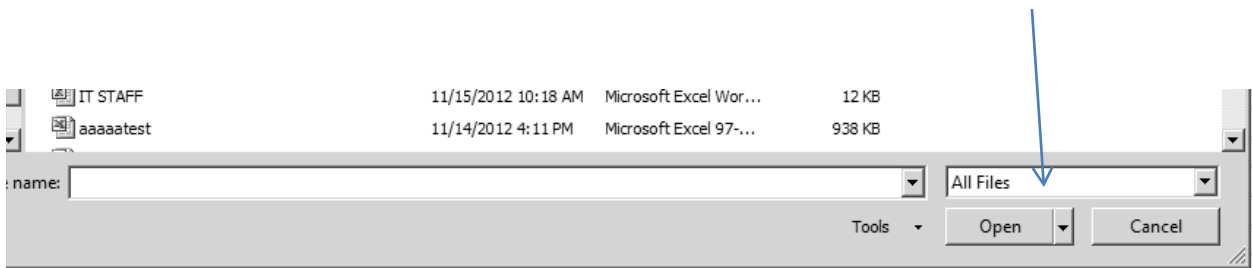 IT STAFF 11/15/2012 10:18 AM Microsoft Excel Wor... 12 KB
aaaaatest 11/14/2012 4:11 PM Microsoft Excel 97-... 938 KB
name: All Files
Tools Open Cancel